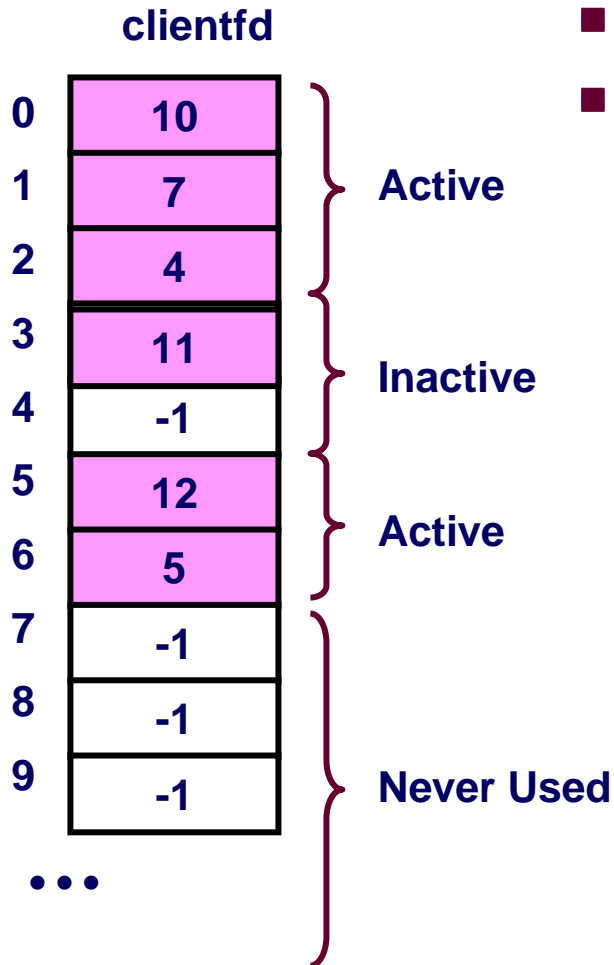 clientfd
0 10
1 7 Active
2 4
3 11
4 -1 Inactive
5 12
6 5 Active
7 -1
8 -1
9 -1 Never Used
•••